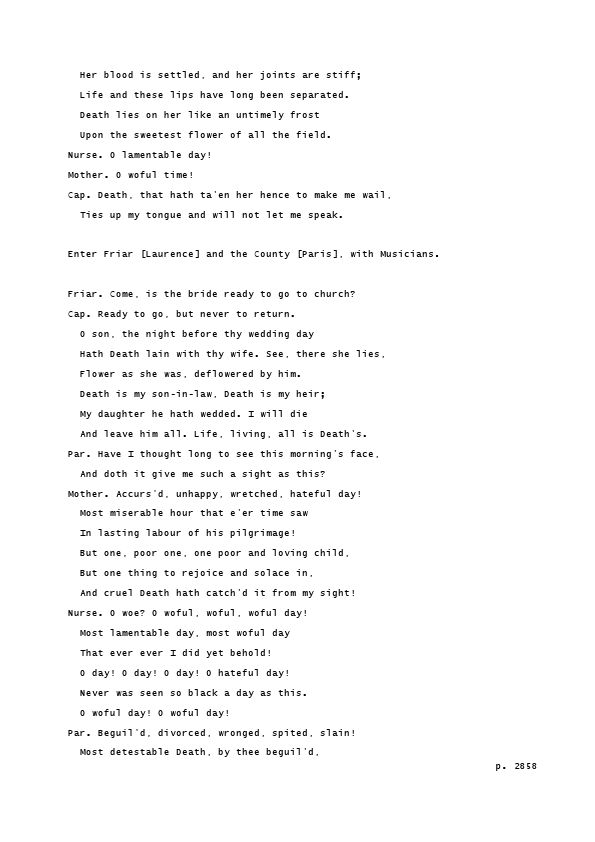 Her blood is settled, and her joints are stiff;
Life and these lips have long been separated.
Death lies on her like an untimely frost
Upon the sweetest flower of all the field.
Nurse. O lamentable day!
Mother. O woful time!
Cap. Death, that hath ta'en her hence to make me wail,
Ties up my tongue and will not let me speak.
Enter Friar [Laurence] and the County [Paris], with Musicians.
Friar. Come, is the bride ready to go to church?
Cap. Ready to go, but never to return.
O son, the night before thy wedding day
Hath Death lain with thy wife. See, there she lies,
Flower as she was, deflowered by him.
Death is my son-in-law, Death is my heir;
My daughter he hath wedded. I will die
And leave him all. Life, living, all is Death's.
Par. Have I thought long to see this morning's face,
And doth it give me such a sight as this?
Mother. Accurs'd, unhappy, wretched, hateful day!
Most miserable hour that e'er time saw
In lasting labour of his pilgrimage!
But one, poor one, one poor and loving child,
But one thing to rejoice and solace in,
And cruel Death hath catch'd it from my sight!
Nurse. O woe? O woful, woful, woful day!
Most lamentable day, most woful day
That ever ever I did yet behold!
O day! O day! O day! O hateful day!
Never was seen so black a day as this.
O woful day! O woful day!
Par. Beguil'd, divorced, wronged, spited, slain!
Most detestable Death, by thee beguil'd,
p. 2858